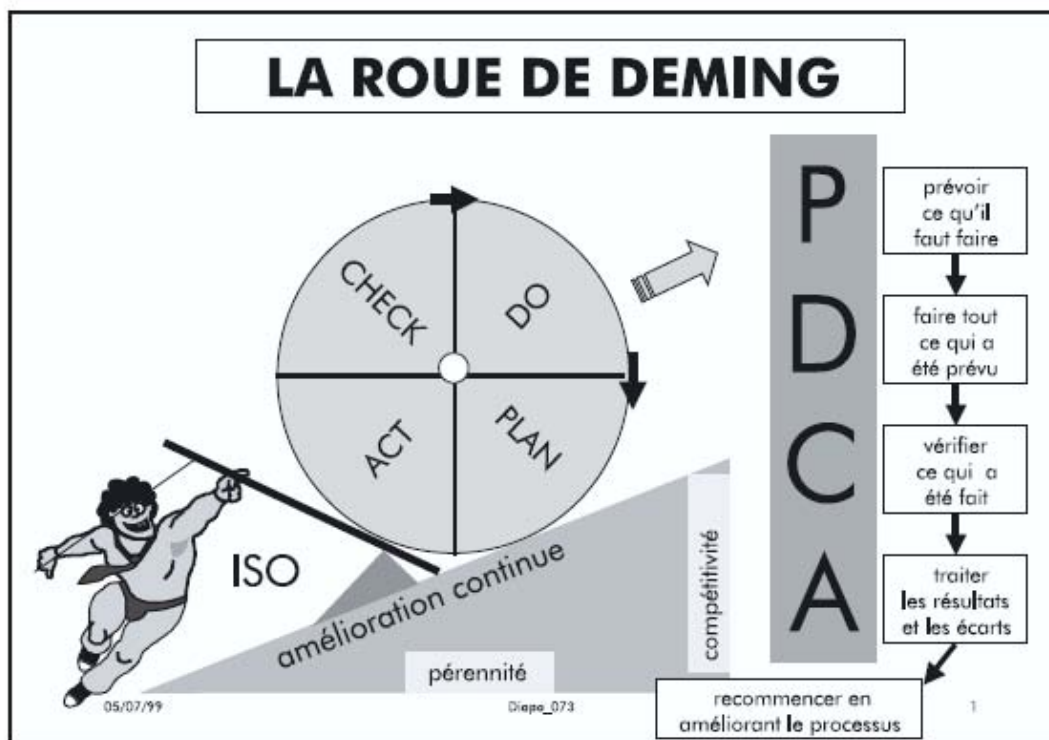 LA ROUE DE DEMING
CHECK
DO
ACT
PLAN
ISO
amélioration continue
pérennité
compétitivité
P
D
C
A
prévoir
ce qu'il
faut faire
faire tout
ce qui a
été prévu
vérifier
ce qui a
été fait
traiter
les résultats
et les écarts
recommencer en
améliorant le processus
05/07/99
Diapo_073
1